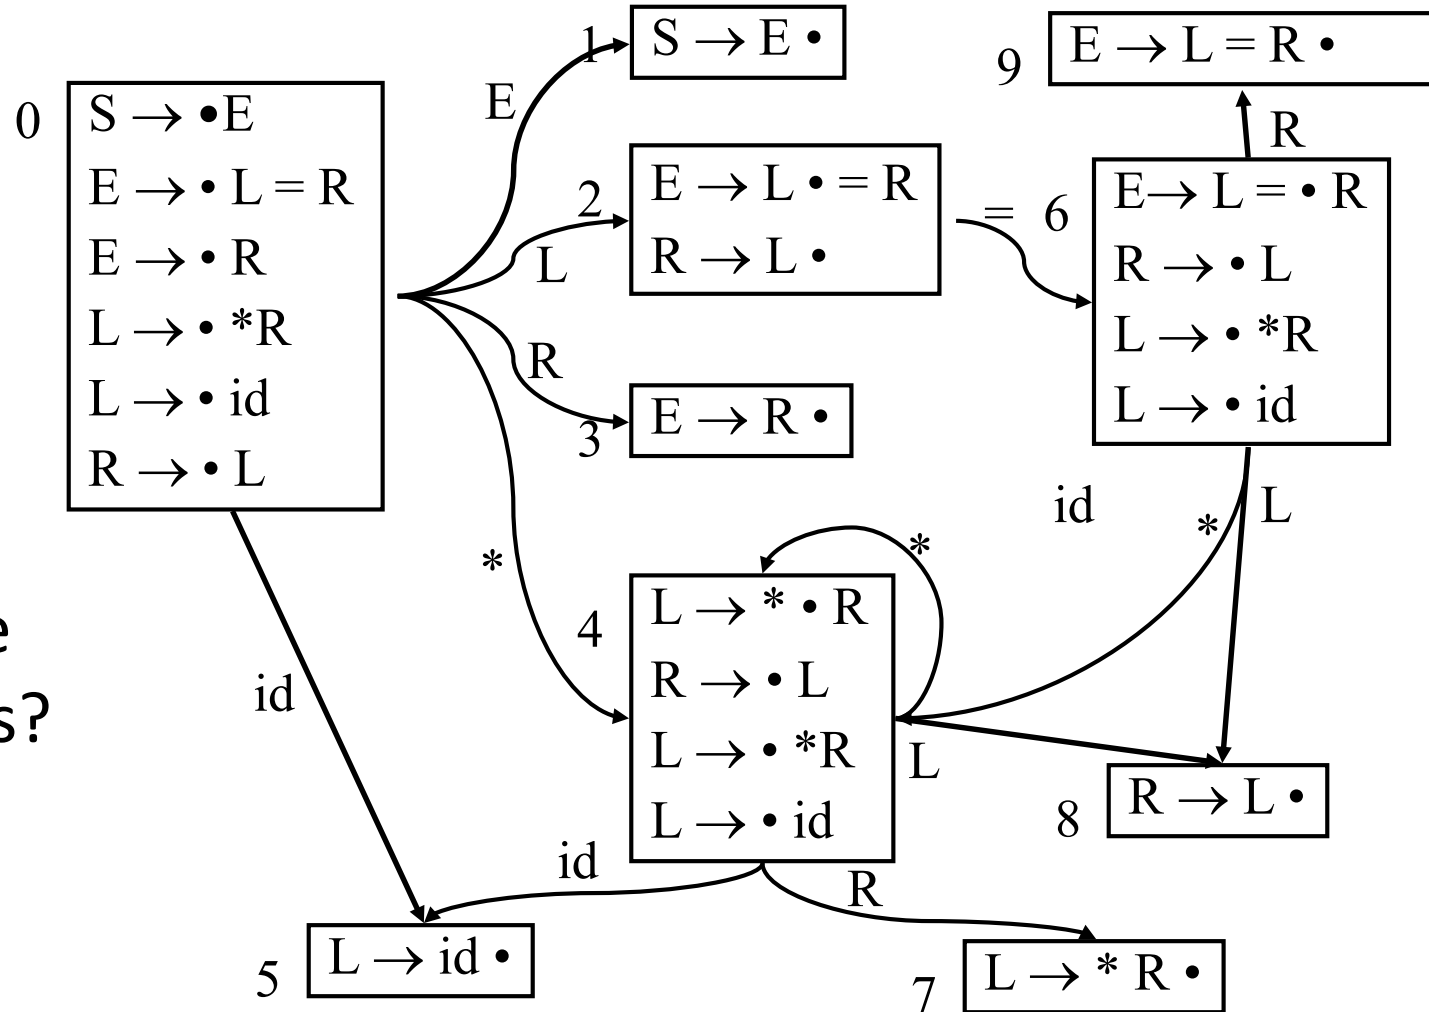 0
S → •E
E → • L = R
E → • R
L → • *R
L → • id
R → • L
E
1
S → E •
2
L
E → L • = R
R → L •
=
R
3
E → R •
6
E→ L = • R
R → • L
L → • *R
L → • id
R
9
E → L = R •
*
4
L → * • R
R → • L
L → • *R
L → • id
*
id
*
L
L
8
R → L •
id
id
5
L → id •
R
7
L → * R •
e
s?